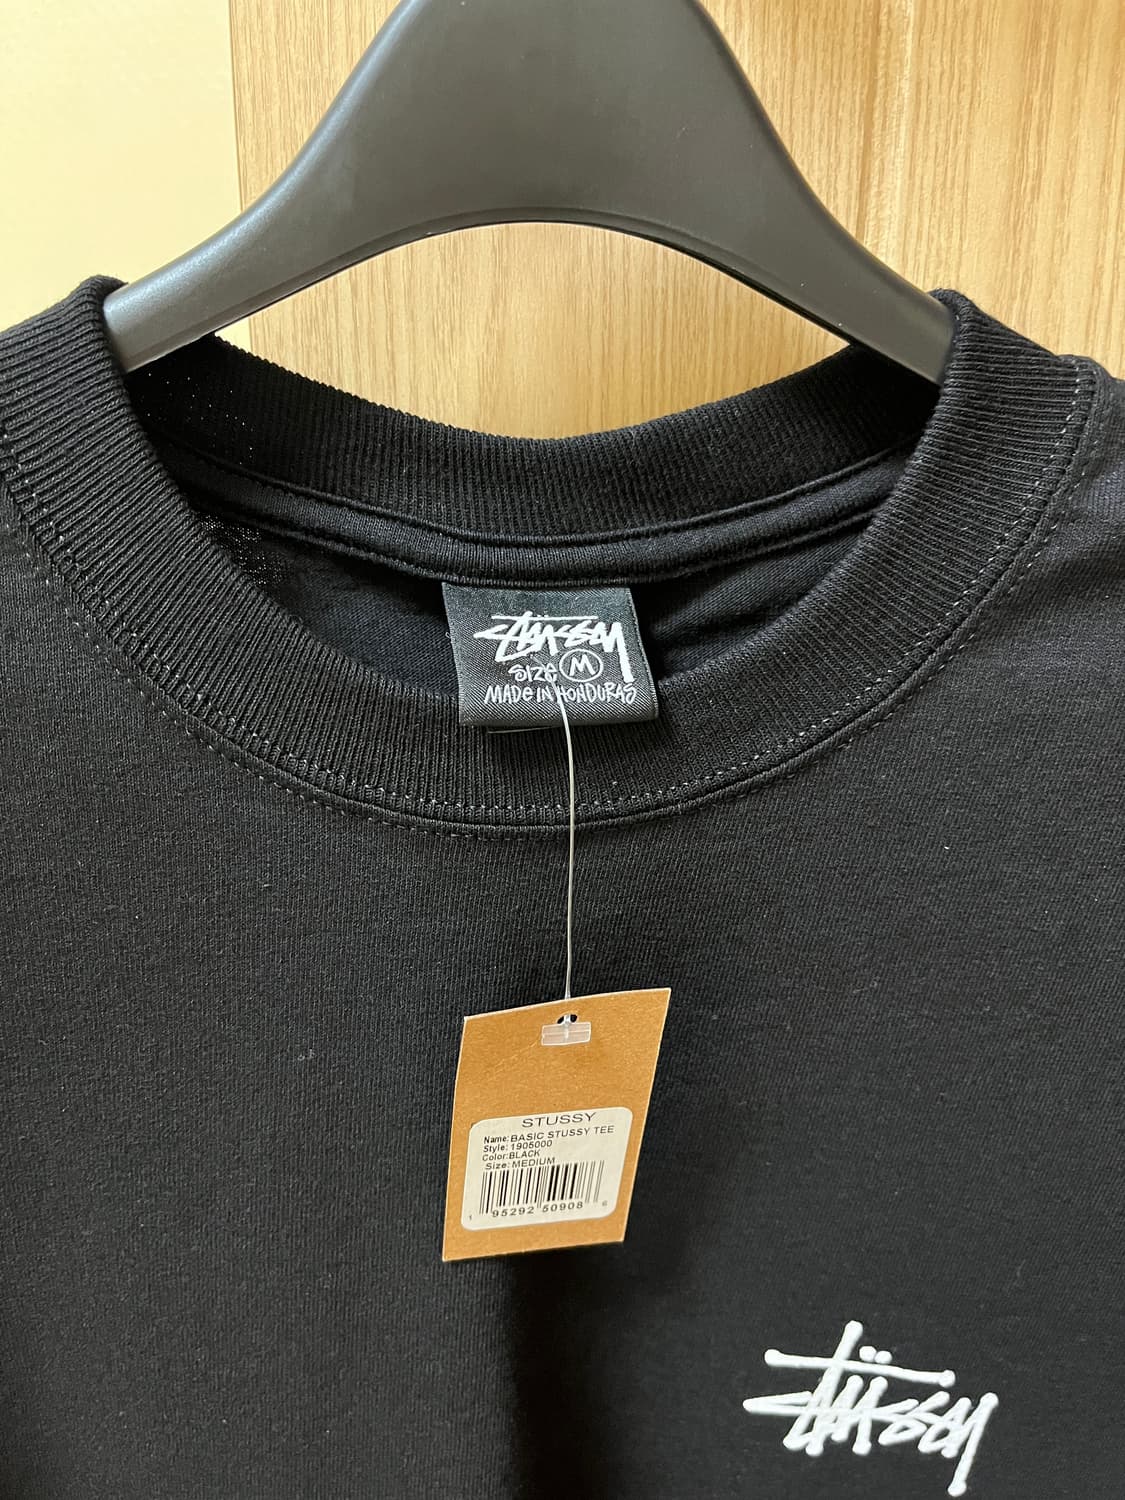 STÜSSY
SIZE M
MADE IN HONDURAS
STUSSY
Name: BASIC STUSSY TEE
Style: 1905000
Color: BLACK
Size: MEDIUM
1 95292 50908 6
Stüssy